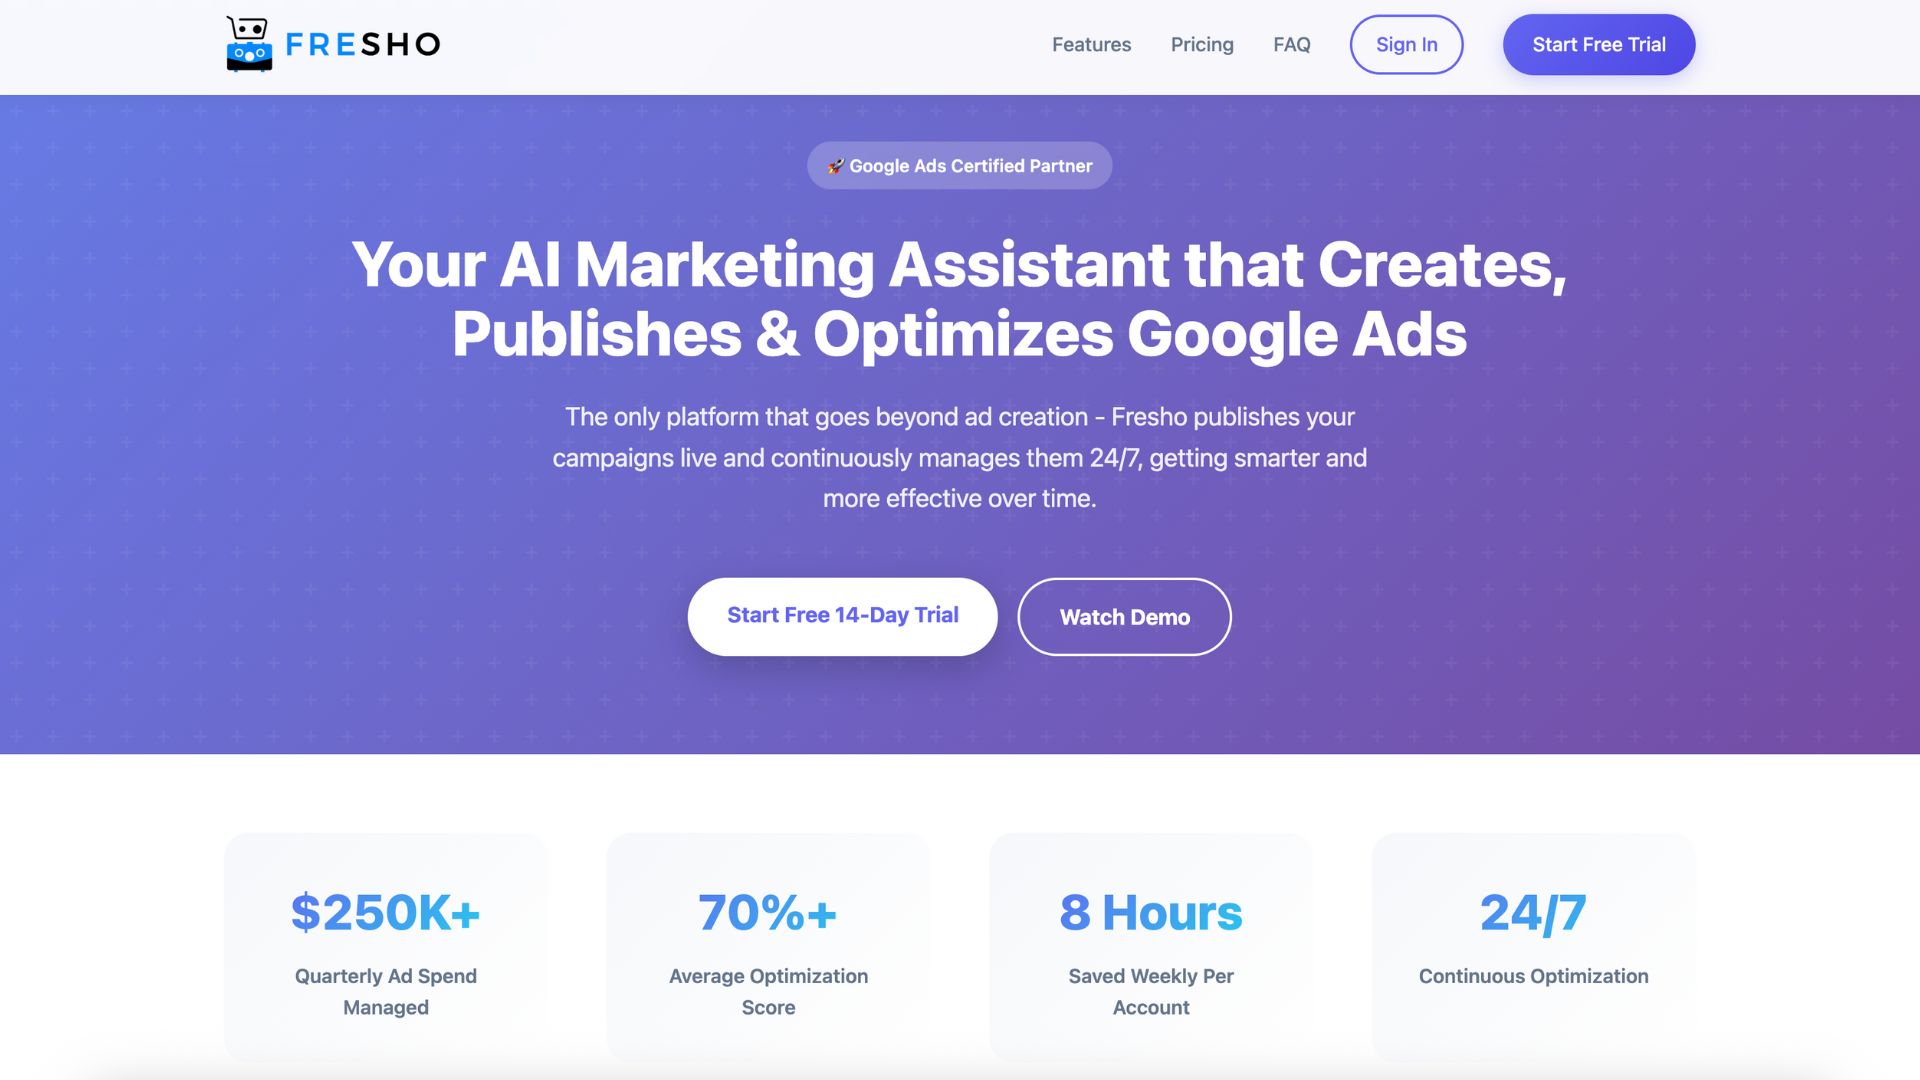 FRESHO
Features
Pricing
FAQ
Sign In
Start Free Trial
🚀 Google Ads Certified Partner
Your AI Marketing Assistant that Creates,
Publishes & Optimizes Google Ads
The only platform that goes beyond ad creation - Fresho publishes your
campaigns live and continuously manages them 24/7, getting smarter and
more effective over time.
Start Free 14-Day Trial
Watch Demo
$250K+
Quarterly Ad Spend
Managed
70%+
Average Optimization
Score
8 Hours
Saved Weekly Per
Account
24/7
Continuous Optimization